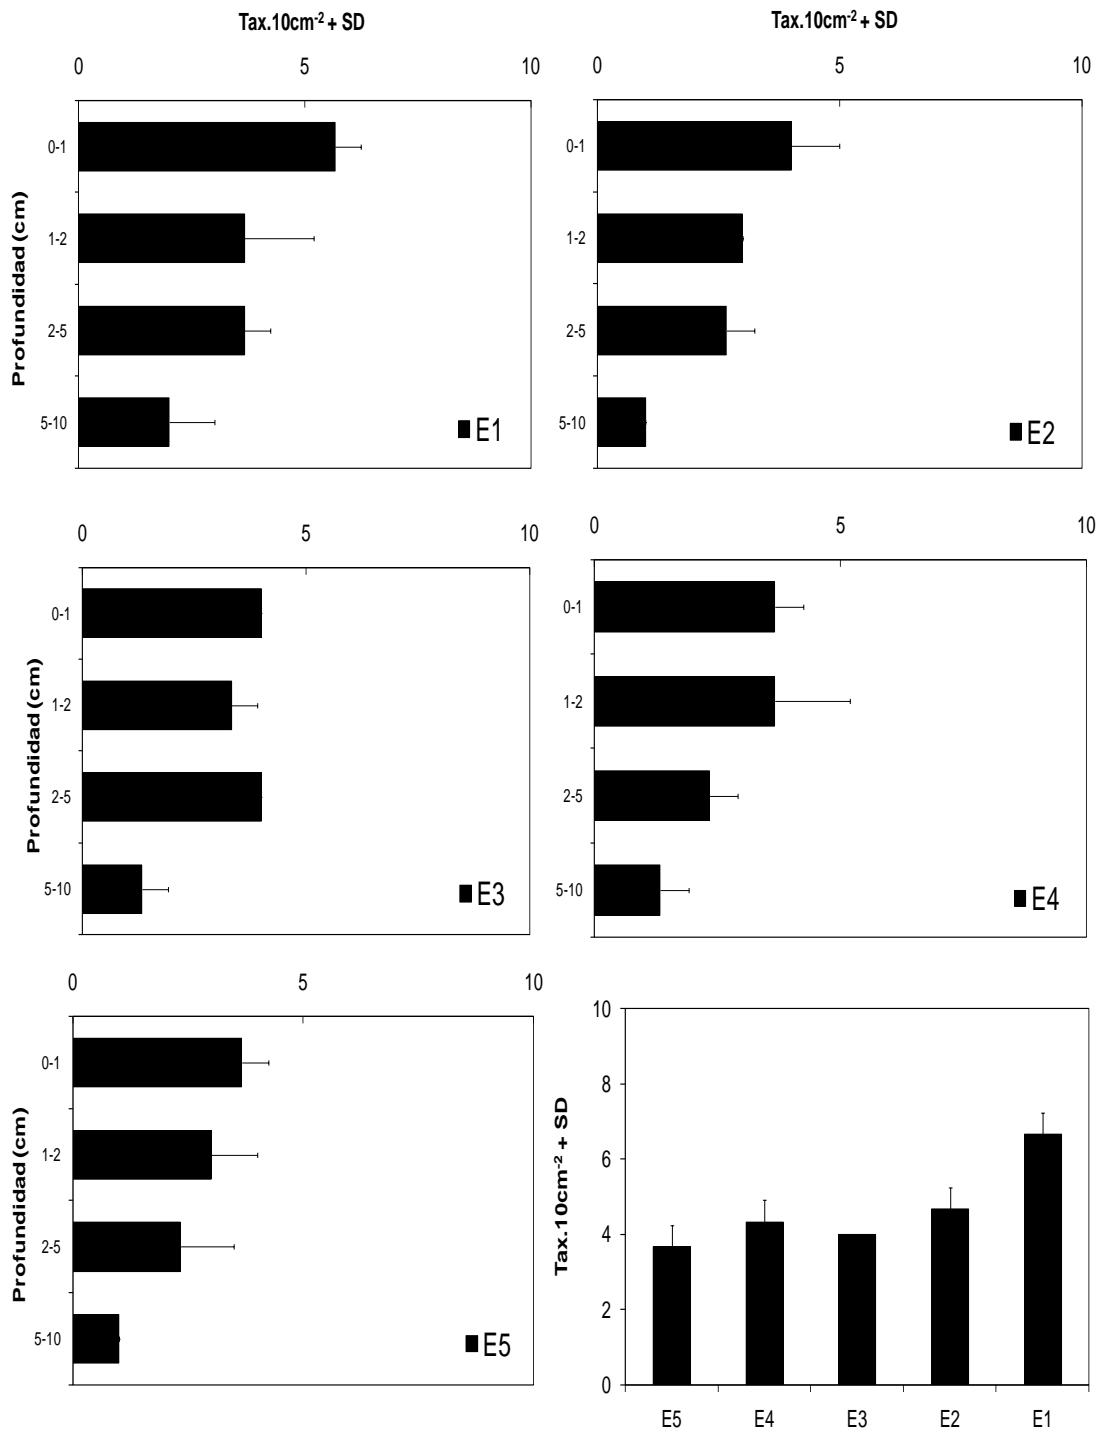 Tax.10cm⁻² + SD
Tax.10cm⁻² + SD
0 5 10
0 5 10
Profundidad (cm)
0-1
1-2
2-5
5-10
E1
0-1
1-2
2-5
5-10
E2
0 5 10
0 5 10
Profundidad (cm)
0-1
1-2
2-5
5-10
E3
0-1
1-2
2-5
5-10
E4
0 5 10
Profundidad (cm)
0-1
1-2
2-5
5-10
E5
Tax.10cm⁻² + SD
10
8
6
4
2
0
E5 E4 E3 E2 E1